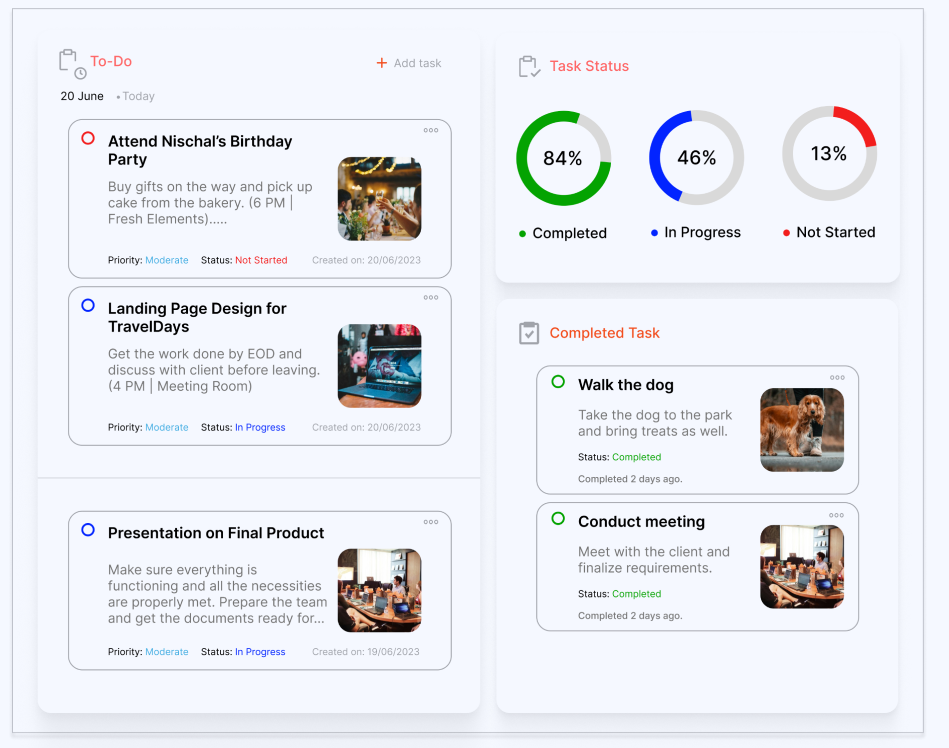 To-Do
+ Add task
20 June • Today
Attend Nischal's Birthday
Party
Buy gifts on the way and pick up
cake from the bakery. (6 PM |
Fresh Elements).....
Priority: Moderate Status: Not Started Created on: 20/06/2023
Landing Page Design for
TravelDays
Get the work done by EOD and
discuss with client before leaving.
(4 PM | Meeting Room)
Priority: Moderate Status: In Progress Created on: 20/06/2023
Presentation on Final Product
Make sure everything is
functioning and all the necessities
are properly met. Prepare the team
and get the documents ready for...
Priority: Moderate Status: In Progress Created on: 19/06/2023
Task Status
84% 46% 13%
• Completed • In Progress • Not Started
Completed Task
Walk the dog
Take the dog to the park
and bring treats as well.
Status: Completed
Completed 2 days ago.
Conduct meeting
Meet with the client and
finalize requirements.
Status: Completed
Completed 2 days ago.